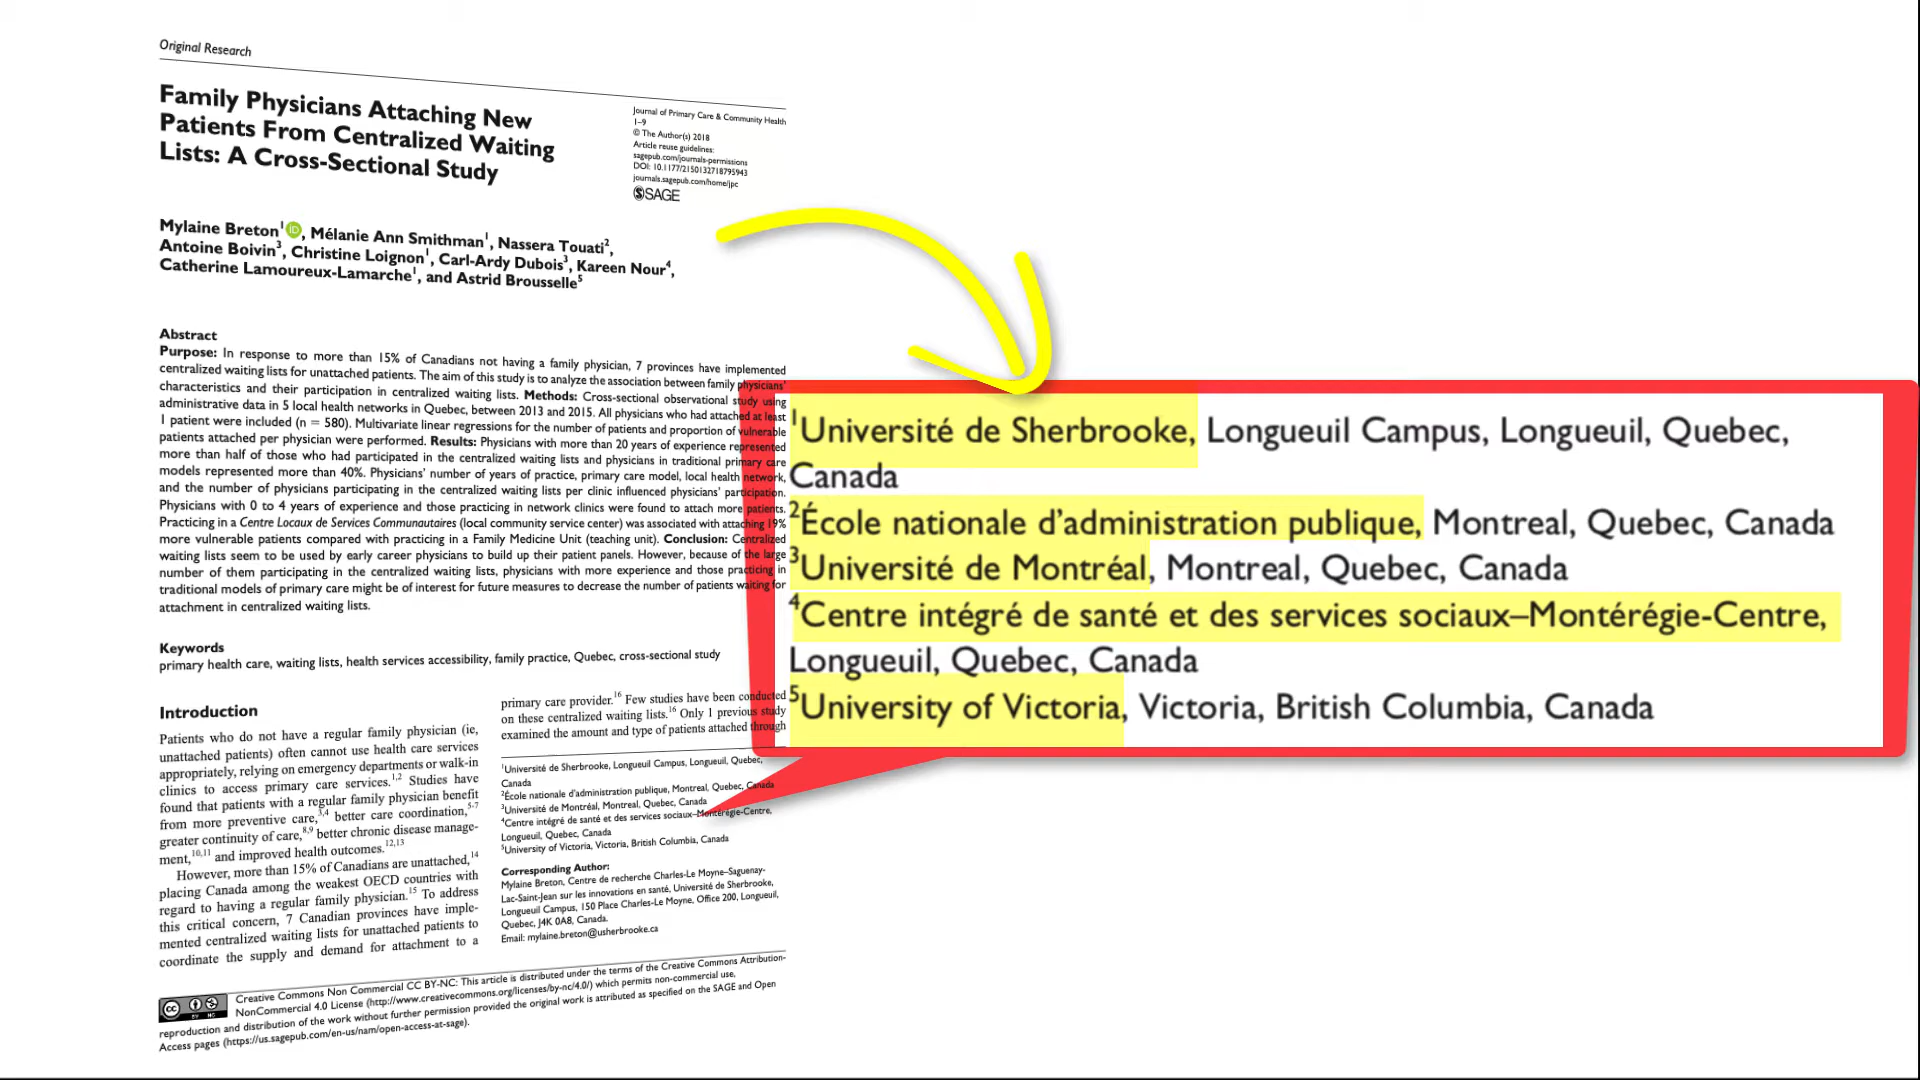 Original Research
Family Physicians Attaching New
Patients From Centralized Waiting
Lists: A Cross-Sectional Study
Journal of Primary Care & Community Health
1–9
© The Author(s) 2018
Article reuse guidelines:
sagepub.com/journals-permissions
DOI: 10.1177/2150132718795943
journals.sagepub.com/home/jpc
SAGE
Mylaine Breton1 iD, Mélanie Ann Smithman1, Nassera Touati2,
Antoine Boivin3, Christine Loignon1, Carl-Ardy Dubois3, Kareen Nour4,
Catherine Lamoureux-Lamarche1, and Astrid Brousselle5
Abstract
Purpose: In response to more than 15% of Canadians not having a family physician, 7 provinces have implemented
centralized waiting lists for unattached patients. The aim of this study is to analyze the association between family physicians'
characteristics and their participation in centralized waiting lists. Methods: Cross-sectional observational study using
administrative data in 5 local health networks in Quebec, between 2013 and 2015. All physicians who had attached at least
1 patient were included (n = 580). Multivariate linear regressions for the number of patients and proportion of vulnerable
patients attached per physician were performed. Results: Physicians with more than 20 years of experience represented
more than half of those who had participated in the centralized waiting lists and physicians in traditional primary care
models represented more than 40%. Physicians' number of years of practice, primary care model, local health network,
and the number of physicians participating in the centralized waiting lists per clinic influenced physicians' participation.
Physicians with 0 to 4 years of experience and those practicing in network clinics were found to attach more patients.
Practicing in a Centre Locaux de Services Communautaires (local community service center) was associated with attaching 19%
more vulnerable patients compared with practicing in a Family Medicine Unit (teaching unit). Conclusion: Centralized
waiting lists seem to be used by early career physicians to build up their patient panels. However, because of the large
number of them participating in the centralized waiting lists, physicians with more experience and those practicing in
traditional models of primary care might be of interest for future measures to decrease the number of patients waiting for
attachment in centralized waiting lists.
Keywords
primary health care, waiting lists, health services accessibility, family practice, Quebec, cross-sectional study
Introduction
Patients who do not have a regular family physician (ie,
unattached patients) often cannot use health care services
appropriately, relying on emergency departments or walk-in
clinics to access primary care services.1,2 Studies have
found that patients with a regular family physician benefit
from more preventive care,3,4 better care coordination,5-7
greater continuity of care,8,9 better chronic disease manage-
ment,10,11 and improved health outcomes.12,13
However, more than 15% of Canadians are unattached,14
placing Canada among the weakest OECD countries with
regard to having a regular family physician.15 To address
this critical concern, 7 Canadian provinces have imple-
mented centralized waiting lists for unattached patients to
coordinate the supply and demand for attachment to a
primary care provider.16 Few studies have been conducted
on these centralized waiting lists.16 Only 1 previous study
examined the amount and type of patients attached through
1Université de Sherbrooke, Longueuil Campus, Longueuil, Quebec,
Canada
2École nationale d'administration publique, Montreal, Quebec, Canada
3Université de Montréal, Montreal, Quebec, Canada
4Centre intégré de santé et des services sociaux–Montérégie-Centre,
Longueuil, Quebec, Canada
5University of Victoria, Victoria, British Columbia, Canada
Corresponding Author:
Mylaine Breton, Centre de recherche Charles-Le Moyne–Saguenay-
Lac-Saint-Jean sur les innovations en santé, Université de Sherbrooke,
Longueuil Campus, 150 Place Charles-Le Moyne, Office 200, Longueuil,
Quebec, J4K 0A8, Canada.
Email: mylaine.breton@usherbrooke.ca
Creative Commons Non Commercial CC BY-NC: This article is distributed under the terms of the Creative Commons Attribution-
NonCommercial 4.0 License (http://www.creativecommons.org/licenses/by-nc/4.0/) which permits non-commercial use,
reproduction and distribution of the work without further permission provided the original work is attributed as specified on the SAGE and Open
Access pages (https://us.sagepub.com/en-us/nam/open-access-at-sage).
1Université de Sherbrooke, Longueuil Campus, Longueuil, Quebec,
Canada
2École nationale d'administration publique, Montreal, Quebec, Canada
3Université de Montréal, Montreal, Quebec, Canada
4Centre intégré de santé et des services sociaux–Montérégie-Centre,
Longueuil, Quebec, Canada
5University of Victoria, Victoria, British Columbia, Canada